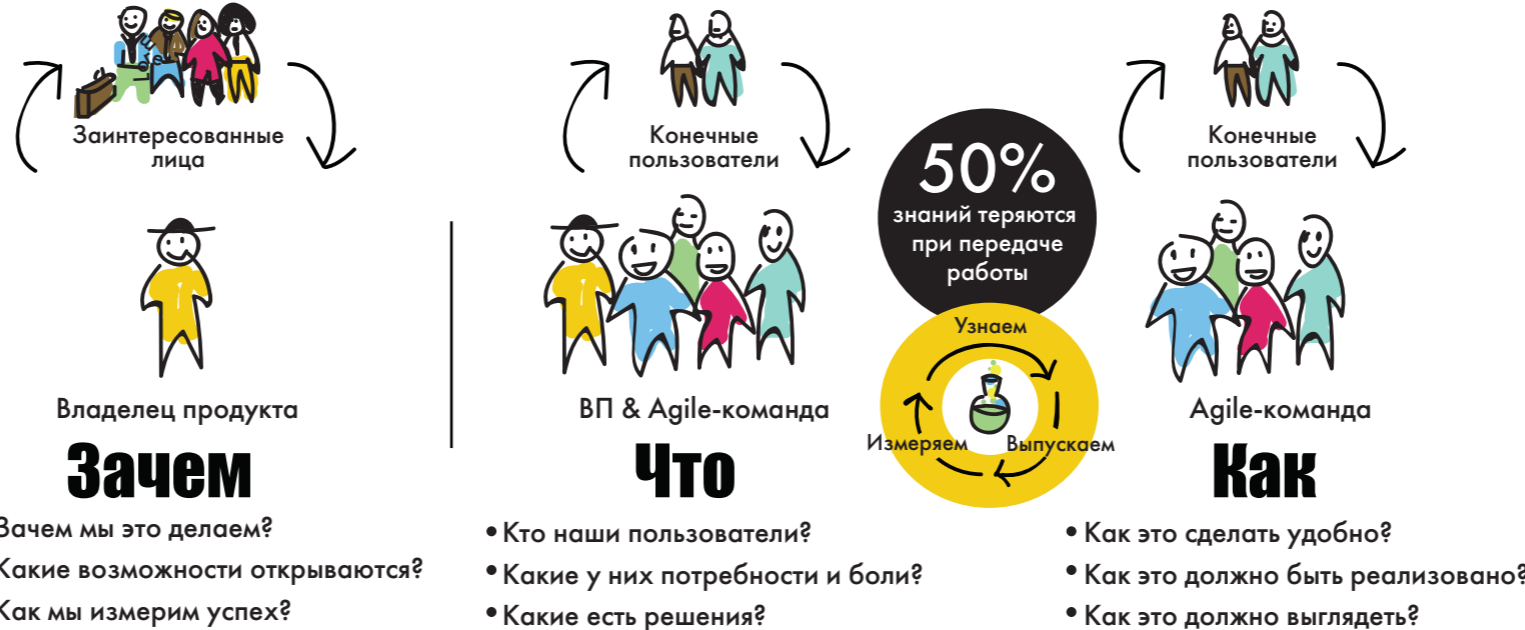 Заинтересованные
лица
Владелец продукта
Зачем
Зачем мы это делаем?
Какие возможности открываются?
Как мы измерим успех?
Конечные
пользователи
ВП & Agile-команда
Что
• Кто наши пользователи?
• Какие у них потребности и боли?
• Какие есть решения?
50%
знаний теряются
при передаче
работы
Узнаем
Измеряем
Выпускаем
Конечные
пользователи
Agile-команда
Как
• Как это сделать удобно?
• Как это должно быть реализовано?
• Как это должно выглядеть?